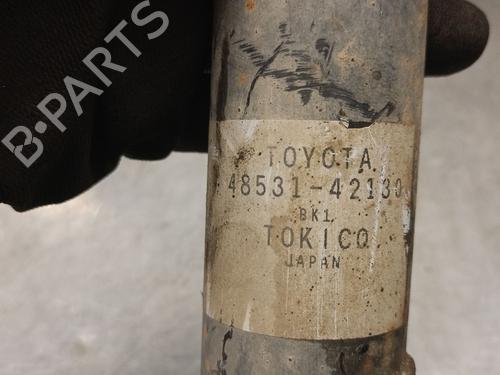 B-PARTS
TOYOTA
48531-42130
BK1
TOKICO
JAPAN